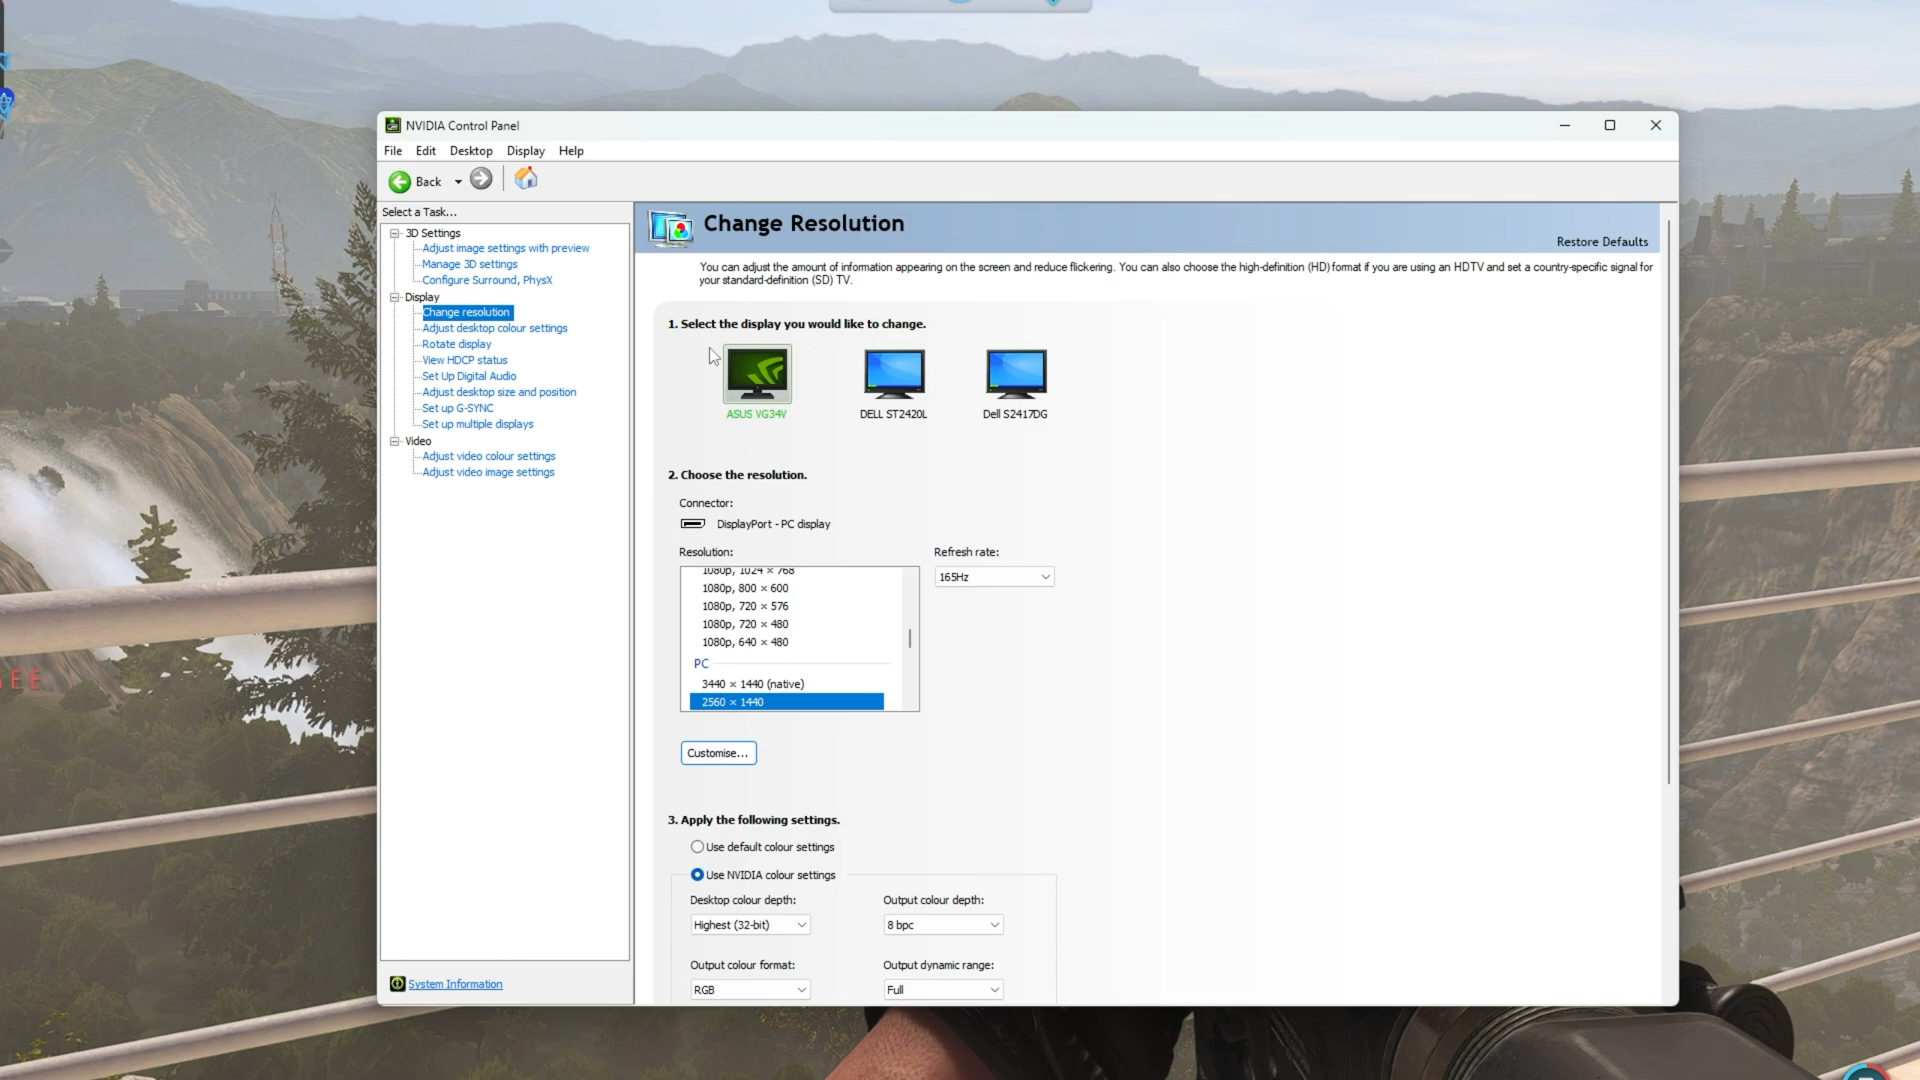 NVIDIA Control Panel
File Edit Desktop Display Help
Back
Select a Task...
3D Settings
Adjust image settings with preview
Manage 3D settings
Configure Surround, PhysX
Display
Change resolution
Adjust desktop colour settings
Rotate display
View HDCP status
Set Up Digital Audio
Adjust desktop size and position
Set up G-SYNC
Set up multiple displays
Video
Adjust video colour settings
Adjust video image settings
System Information
Change Resolution
Restore Defaults
You can adjust the amount of information appearing on the screen and reduce flickering. You can also choose the high-definition (HD) format if you are using an HDTV and set a country-specific signal for
your standard-definition (SD) TV.
1. Select the display you would like to change.
ASUS VG34V DELL ST2420L Dell S2417DG
2. Choose the resolution.
Connector:
DisplayPort - PC display
Resolution: Refresh rate:
165Hz
1080p, 1024 × 768
1080p, 800 × 600
1080p, 720 × 576
1080p, 720 × 480
1080p, 640 × 480
PC
3440 × 1440 (native)
2560 × 1440
Customise...
3. Apply the following settings.
Use default colour settings
Use NVIDIA colour settings
Desktop colour depth: Output colour depth:
Highest (32-bit) 8 bpc
Output colour format: Output dynamic range:
RGB Full